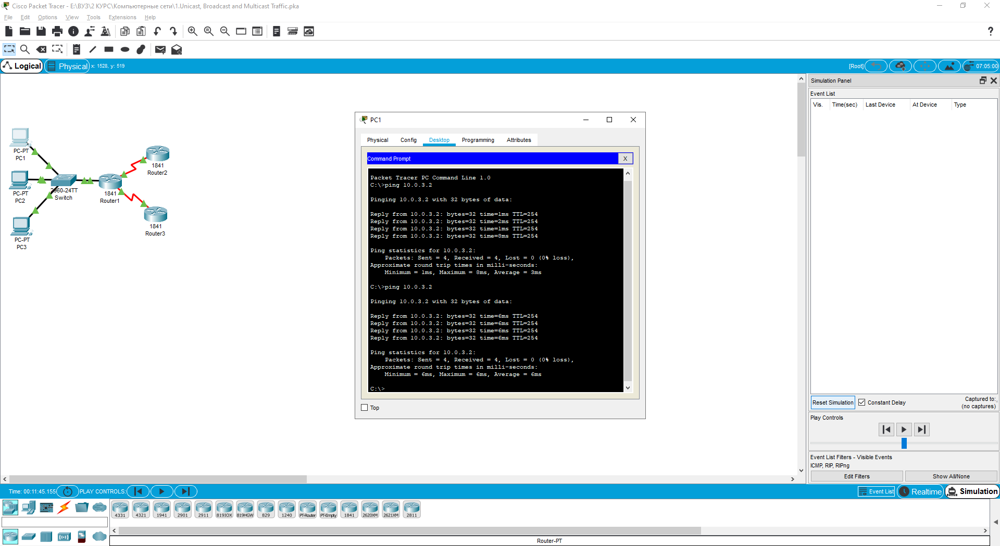 Cisco Packet Tracer - E:\ВУЗ\2 КУРС\Компьютерные сети\1.Unicast, Broadcast and Multicast Traffic.pka
File Edit Options View Tools Extensions Help
?
Logical Physical x: 1528, y: 519
[Root] 07:05:00
PC-PT
PC1
PC-PT
PC2
PC-PT
PC3
2960-24TT
Switch
1841
Router1
1841
Router2
1841
Router3
PC1
Physical Config Desktop Programming Attributes
Command Prompt X
Packet Tracer PC Command Line 1.0
C:\>ping 10.0.3.2
Pinging 10.0.3.2 with 32 bytes of data:
Reply from 10.0.3.2: bytes=32 time=1ms TTL=254
Reply from 10.0.3.2: bytes=32 time=2ms TTL=254
Reply from 10.0.3.2: bytes=32 time=1ms TTL=254
Reply from 10.0.3.2: bytes=32 time=8ms TTL=254
Ping statistics for 10.0.3.2:
Packets: Sent = 4, Received = 4, Lost = 0 (0% loss),
Approximate round trip times in milli-seconds:
Minimum = 1ms, Maximum = 8ms, Average = 3ms
C:\>ping 10.0.3.2
Pinging 10.0.3.2 with 32 bytes of data:
Reply from 10.0.3.2: bytes=32 time=6ms TTL=254
Reply from 10.0.3.2: bytes=32 time=6ms TTL=254
Reply from 10.0.3.2: bytes=32 time=6ms TTL=254
Reply from 10.0.3.2: bytes=32 time=6ms TTL=254
Ping statistics for 10.0.3.2:
Packets: Sent = 4, Received = 4, Lost = 0 (0% loss),
Approximate round trip times in milli-seconds:
Minimum = 6ms, Maximum = 6ms, Average = 6ms
C:\>
Top
Simulation Panel
Event List
Vis. Time(sec) Last Device At Device Type
Reset Simulation Constant Delay
Captured to:
(no captures)
Play Controls
Event List Filters - Visible Events
ICMP, RIP, RIPng
Edit Filters Show All/None
Time: 00:11:45.155 PLAY CONTROLS:
Event List Realtime Simulation
4331 4321 1941 2901 2911 819IOX 819HGW 829 1240 PT-Router PT-Empty 1841 2620XM 2621XM 2811
Router-PT